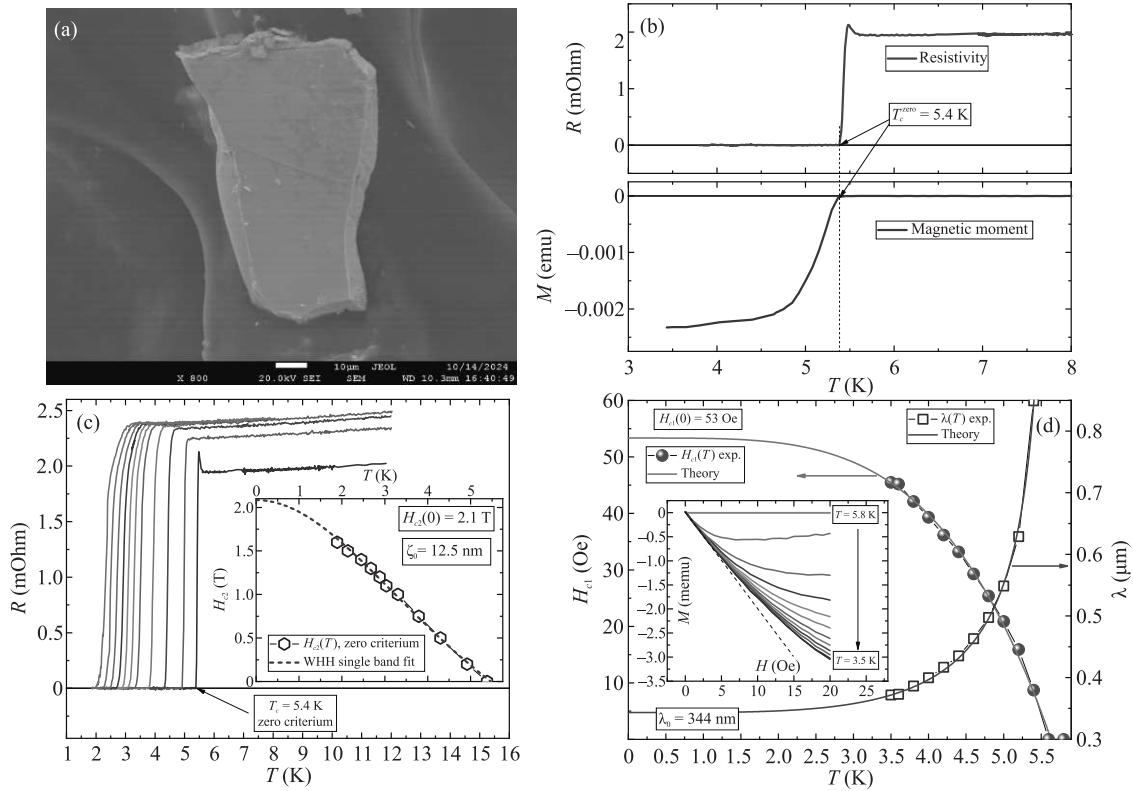 (a)
10µm JEOL 10/14/2024
X 800 20.0kV SEI SEM WD 10.3mm 16:40:49
(b)
R (mOhm)
2
1
0
Resistivity
T_c^zero = 5.4 K
M (emu)
0
−0.001
−0.002
Magnetic moment
3 4 5 6 7 8
T (K)
(c)
R (mOhm)
2.5
2.0
1.5
1.0
0.5
0
T (K)
0 1 2 3 4 5
H_c2 (T)
2.0
1.5
1.0
0.5
0
H_c2(0) = 2.1 T
ζ_0 = 12.5 nm
H_c2(T), zero criterium
WHH single band fit
T_c = 5.4 K
zero criterium
1 2 3 4 5 6 7 8 9 10 11 12 13 14 15 16
T (K)
(d)
H_c1 (Oe)
60
50
40
30
20
10
0
H_c1(0) = 53 Oe
H_c1(T) exp.
Theory
λ(T) exp.
Theory
M (memu)
0
−0.5
−1.0
−1.5
−2.0
−2.5
−3.0
−3.5
T = 5.8 K
T = 3.5 K
H (Oe)
0 5 10 15 20 25
λ_0 = 344 nm
λ (µm)
0.8
0.7
0.6
0.5
0.4
0.3
0 0.5 1.0 1.5 2.0 2.5 3.0 3.5 4.0 4.5 5.0 5.5
T (K)